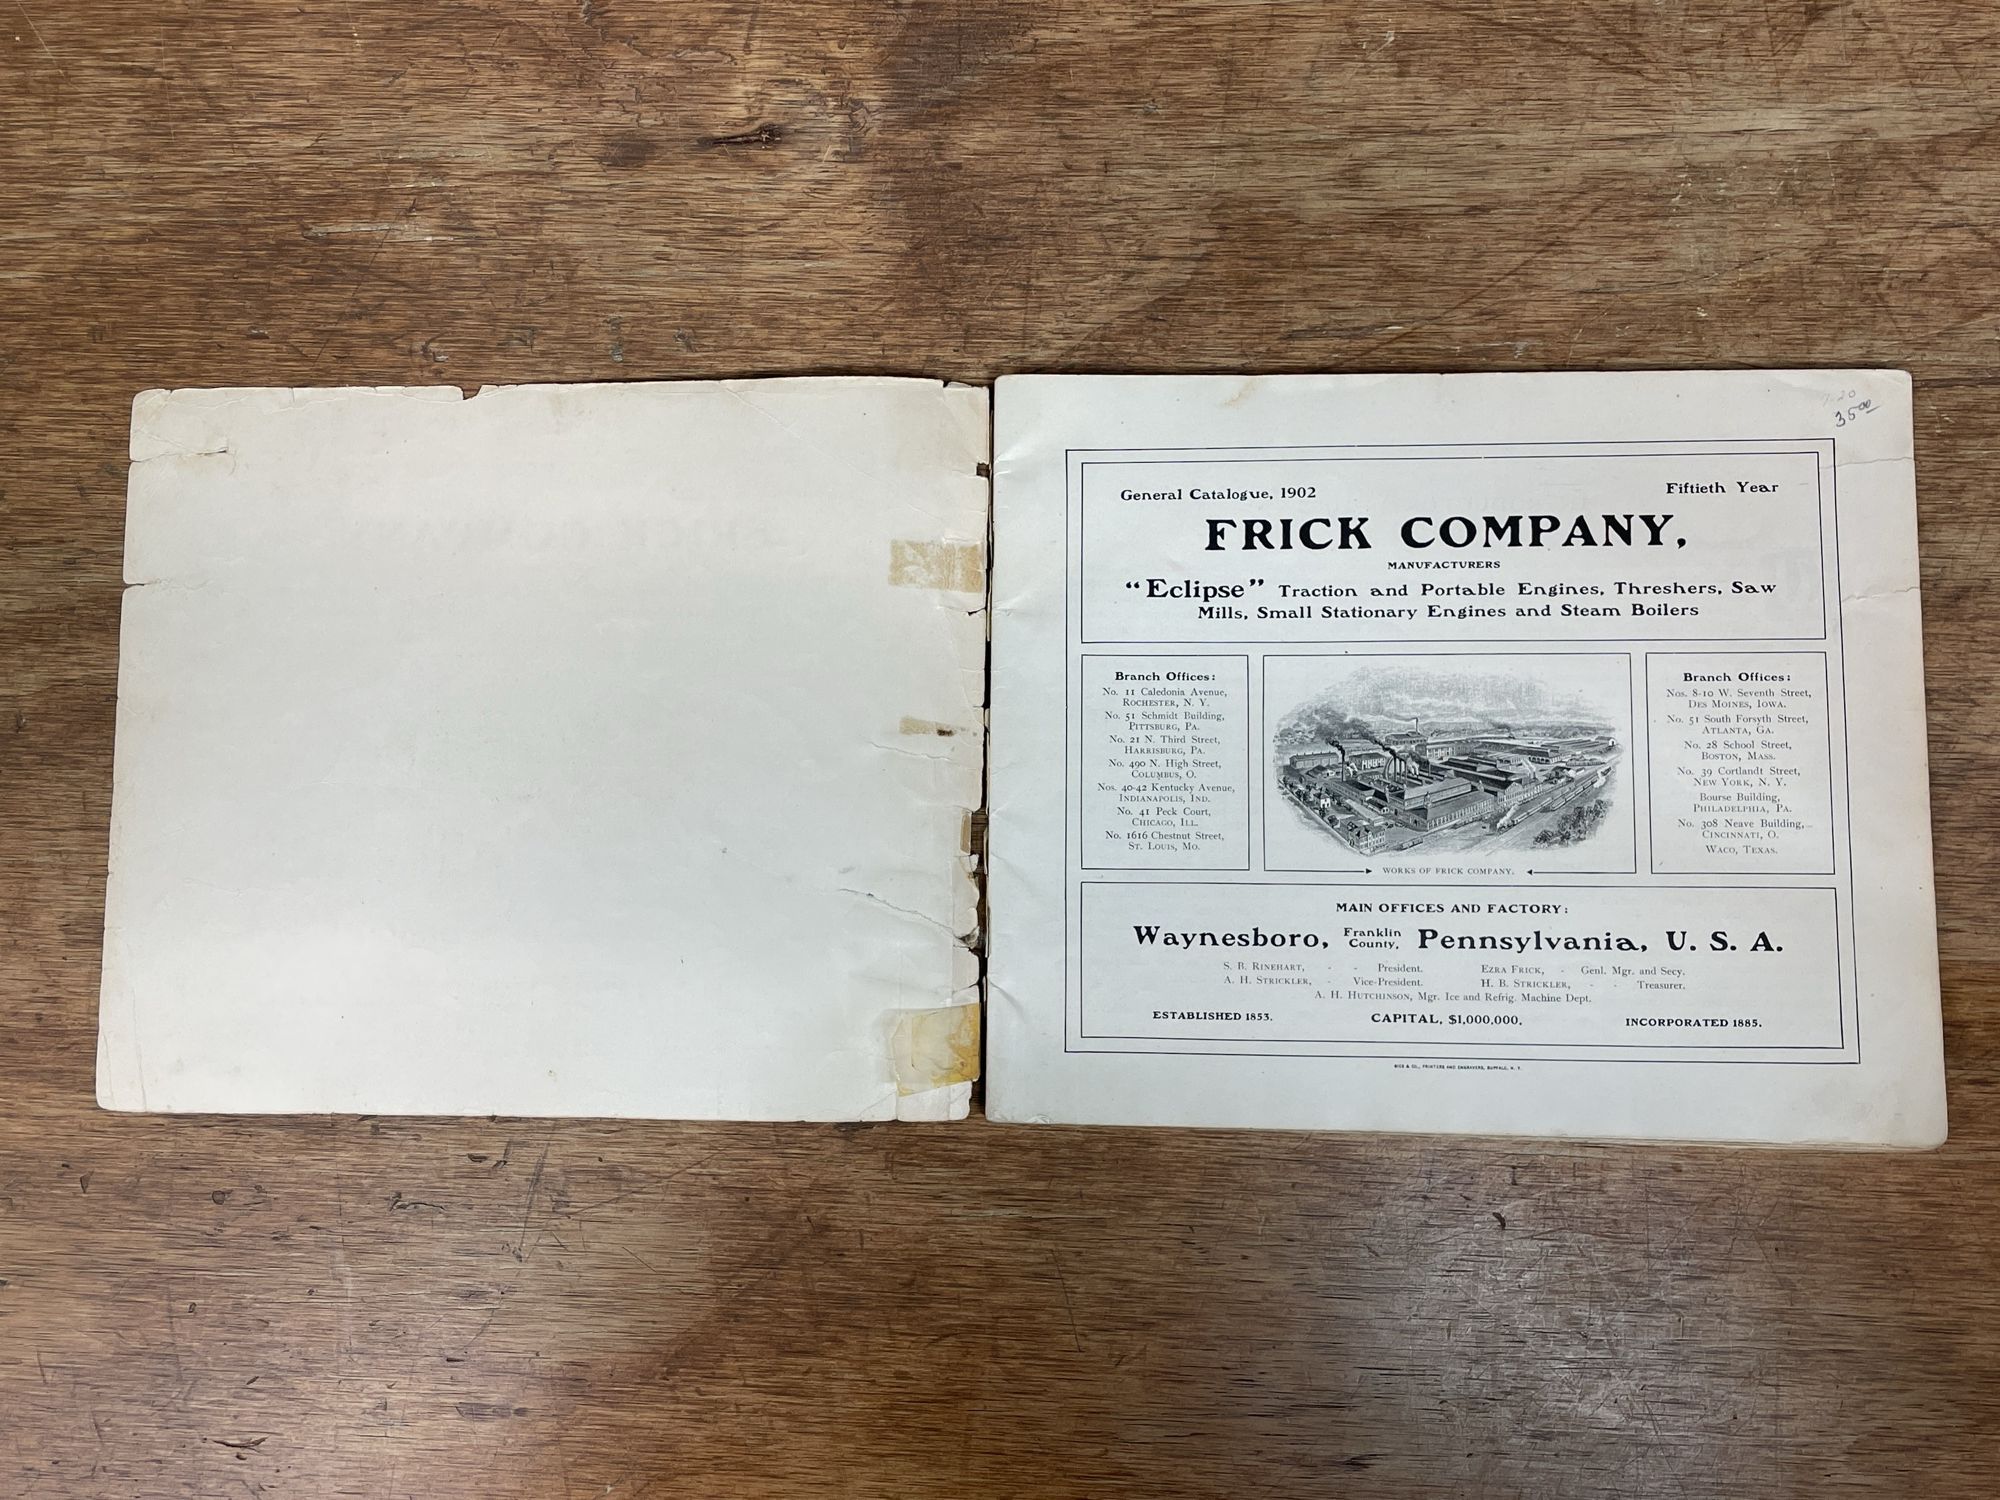 35.00
General Catalogue, 1902
Fiftieth Year
FRICK COMPANY,
MANUFACTURERS
"Eclipse" Traction and Portable Engines, Threshers, Saw
Mills, Small Stationary Engines and Steam Boilers
Branch Offices:
No. 11 Caledonia Avenue,
ROCHESTER, N. Y.
No. 51 Schmidt Building,
PITTSBURG, PA.
No. 21 N. Third Street,
HARRISBURG, PA.
No. 490 N. High Street,
COLUMBUS, O.
Nos. 40-42 Kentucky Avenue,
INDIANAPOLIS, IND.
No. 41 Peck Court,
CHICAGO, ILL.
No. 1616 Chestnut Street,
ST. LOUIS, MO.
WORKS OF FRICK COMPANY.
Branch Offices:
Nos. 8-10 W. Seventh Street,
DES MOINES, IOWA.
No. 51 South Forsyth Street,
ATLANTA, GA.
No. 28 School Street,
BOSTON, MASS.
No. 39 Cortlandt Street,
NEW YORK, N. Y.
Bourse Building,
PHILADELPHIA, PA.
No. 308 Neave Building,
CINCINNATI, O.
WACO, TEXAS.
MAIN OFFICES AND FACTORY:
Waynesboro, Franklin County, Pennsylvania, U. S. A.
S. B. RINEHART, - - President. EZRA FRICK, - Genl. Mgr. and Secy.
A. H. STRICKLER, - Vice-President. H. B. STRICKLER, - - Treasurer.
A. H. HUTCHINSON, Mgr. Ice and Refrig. Machine Dept.
ESTABLISHED 1853. CAPITAL, $1,000,000. INCORPORATED 1885.
& CO., PRINTERS AND ENGRAVERS, BUFFALO, N. Y.